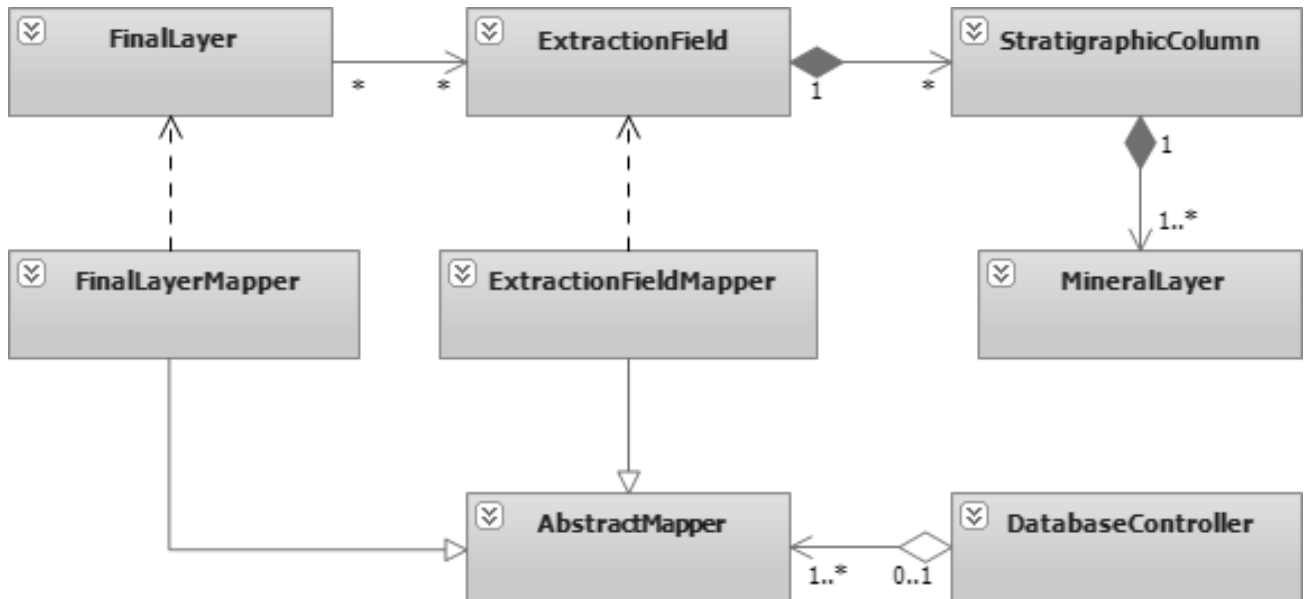 FinalLayer
ExtractionField
StratigraphicColumn
*
*
1
*
1
1..*
FinalLayerMapper
ExtractionFieldMapper
MineralLayer
AbstractMapper
DatabaseController
1..*
0..1